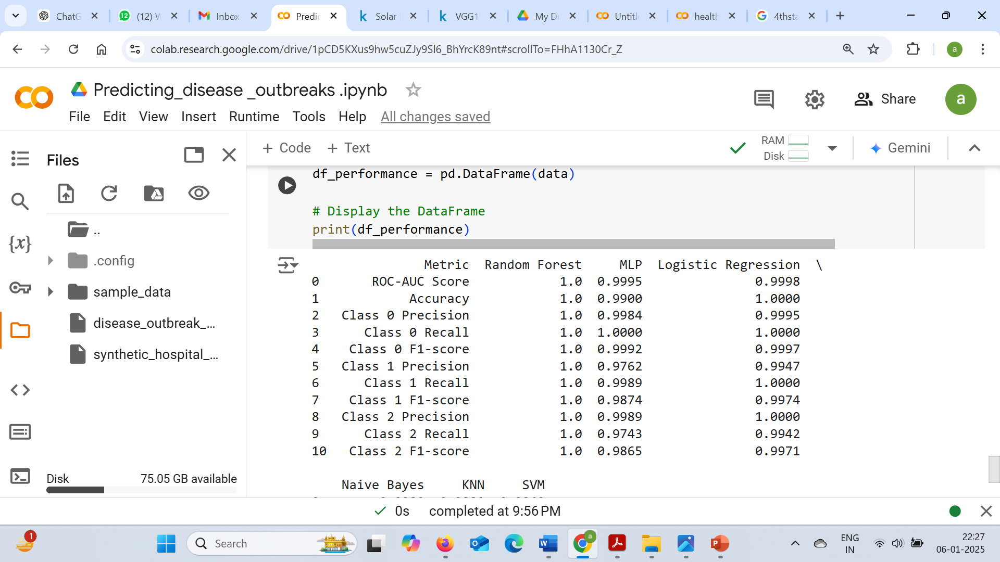 ChatG
(12) W
Inbox
Predic
Solar
VGG1
My Dr
Untitle
health
4thsta
colab.research.google.com/drive/1pCD5KXus9hw5cuZJy9Sl6_BhYrcK89nt#scrollTo=FHhA1130Cr_Z
a
Predicting_disease _outbreaks .ipynb
File Edit View Insert Runtime Tools Help All changes saved
Share
a
Files
+ Code + Text
RAM
Disk
Gemini
..
.config
sample_data
disease_outbreak_...
synthetic_hospital_...
Disk 75.05 GB available
df_performance = pd.DataFrame(data)
# Display the DataFrame
print(df_performance)
Metric Random Forest MLP Logistic Regression \
0 ROC-AUC Score 1.0 0.9995 0.9998
1 Accuracy 1.0 0.9900 1.0000
2 Class 0 Precision 1.0 0.9984 0.9995
3 Class 0 Recall 1.0 1.0000 1.0000
4 Class 0 F1-score 1.0 0.9992 0.9997
5 Class 1 Precision 1.0 0.9762 0.9947
6 Class 1 Recall 1.0 0.9989 1.0000
7 Class 1 F1-score 1.0 0.9874 0.9974
8 Class 2 Precision 1.0 0.9989 1.0000
9 Class 2 Recall 1.0 0.9743 0.9942
10 Class 2 F1-score 1.0 0.9865 0.9971
Naive Bayes KNN SVM
0s completed at 9:56 PM
1
Search
a
ENG
IN
22:27
06-01-2025